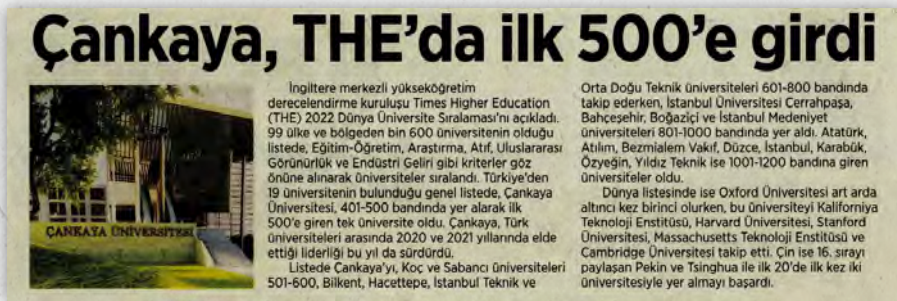 Çankaya, THE'da ilk 500'e girdi
ÇANKAYA ÜNİVERSİTESİ
İngiltere merkezli yükseköğretim
derecelendirme kuruluşu Times Higher Education
(THE) 2022 Dünya Üniversite Sıralaması'nı açıkladı.
99 ülke ve bölgeden bin 600 üniversitenin olduğu
listede, Eğitim-Öğretim, Araştırma, Atıf, Uluslararası
Görünürlük ve Endüstri Geliri gibi kriterler göz
önüne alınarak üniversiteler sıralandı. Türkiye'den
19 üniversitenin bulunduğu genel listede, Çankaya
Üniversitesi, 401-500 bandında yer alarak ilk
500'e giren tek üniversite oldu. Çankaya, Türk
üniversiteleri arasında 2020 ve 2021 yıllarında elde
ettiği liderliği bu yıl da sürdürdü.
Listede Çankaya'yı, Koç ve Sabancı üniversiteleri
501-600, Bilkent, Hacettepe, İstanbul Teknik ve
Orta Doğu Teknik üniversiteleri 601-800 bandında
takip ederken, İstanbul Üniversitesi Cerrahpaşa,
Bahçeşehir, Boğaziçi ve İstanbul Medeniyet
üniversiteleri 801-1000 bandında yer aldı. Atatürk,
Atılım, Bezmialem Vakıf, Düzce, İstanbul, Karabük,
Özyeğin, Yıldız Teknik ise 1001-1200 bandına giren
üniversiteler oldu.
Dünya listesinde ise Oxford Üniversitesi art arda
altıncı kez birinci olurken, bu üniversiteyi Kaliforniya
Teknoloji Enstitüsü, Harvard Üniversitesi, Stanford
Üniversitesi, Massachusetts Teknoloji Enstitüsü ve
Cambridge Üniversitesi takip etti. Çin ise 16. sırayı
paylaşan Pekin ve Tsinghua ile ilk 20'de ilk kez iki
üniversitesiyle yer almayı başardı.